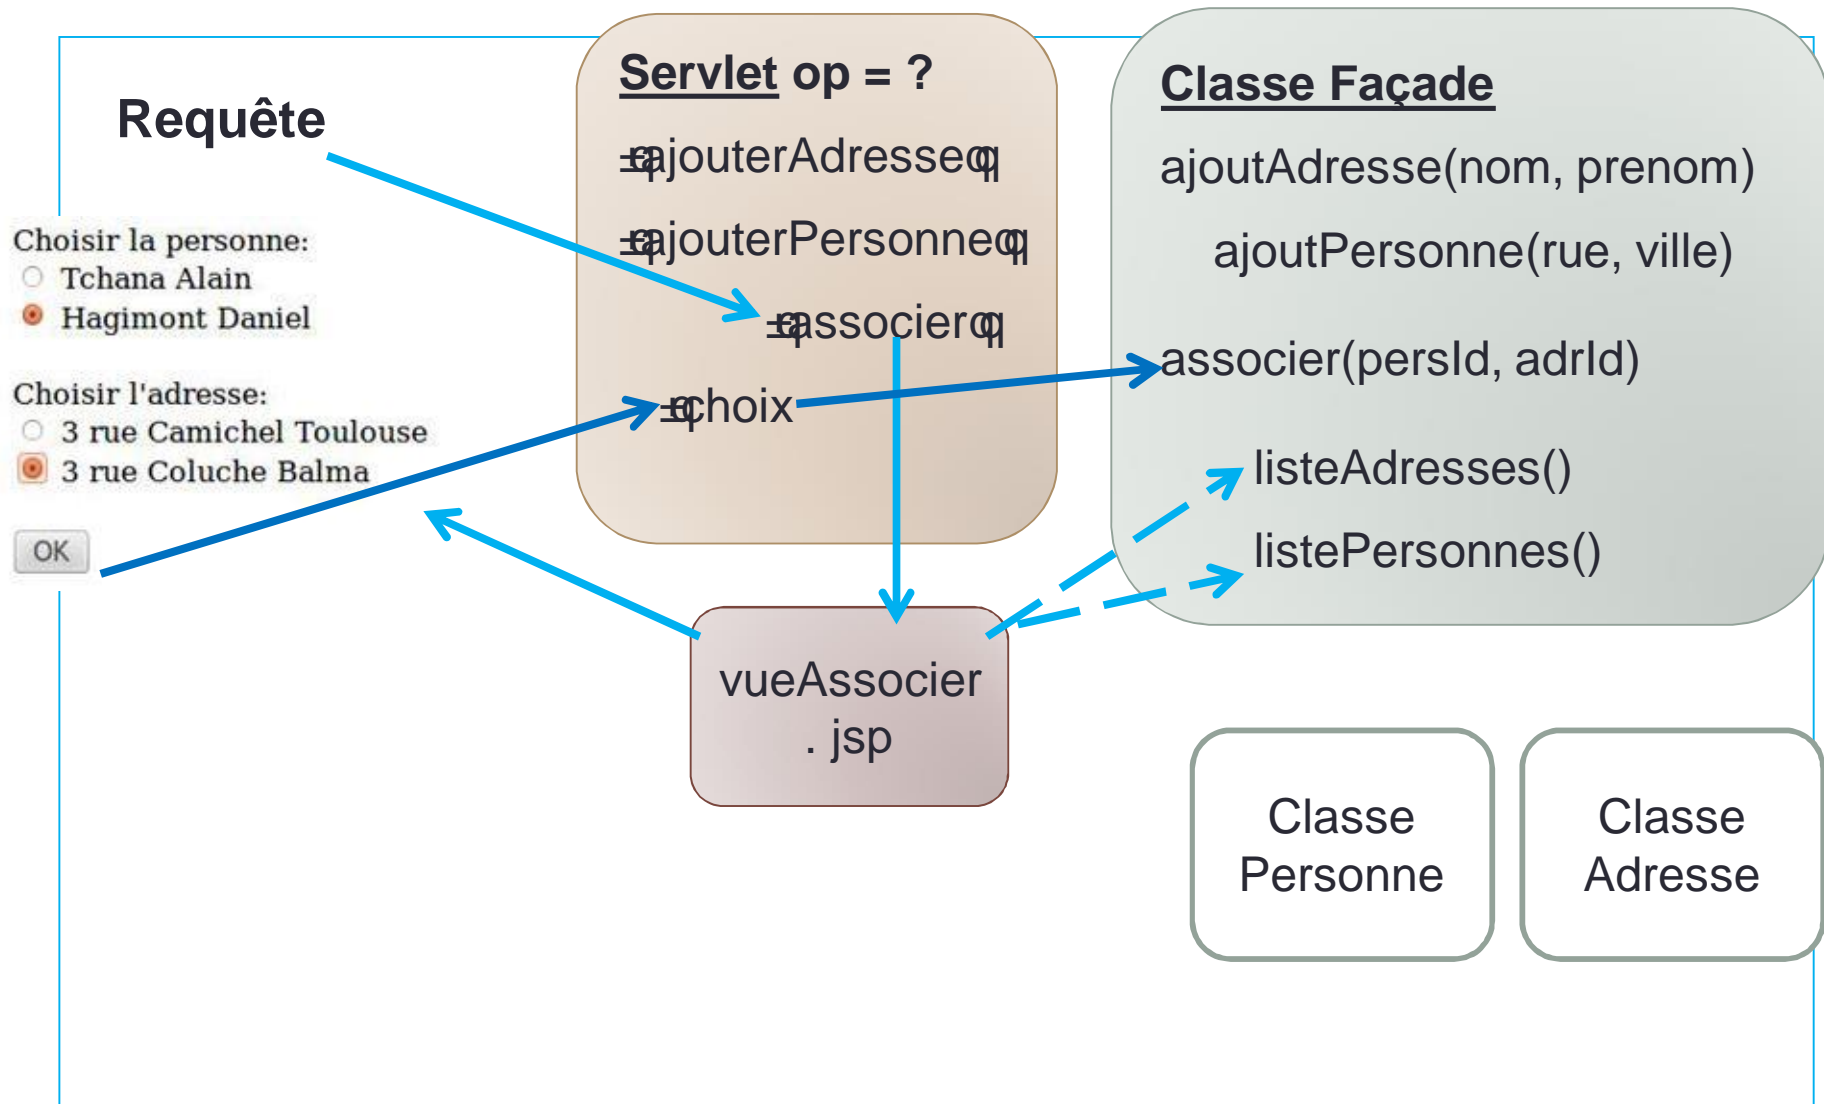 Requête
Choisir la personne:
Tchana Alain
Hagimont Daniel
Choisir l'adresse:
3 rue Camichel Toulouse
3 rue Coluche Balma
OK
Servlet op = ?
ajouterAdresse
ajouterPersonne
associer
choix
vueAssocier
. jsp
Classe Façade
ajoutAdresse(nom, prenom)
ajoutPersonne(rue, ville)
associer(persId, adrId)
listeAdresses()
listePersonnes()
Classe
Personne
Classe
Adresse